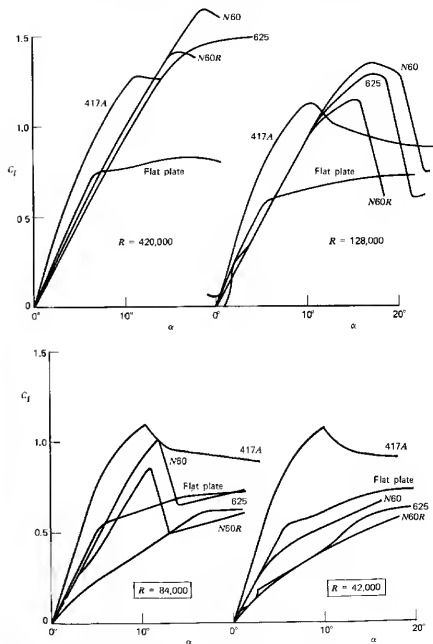 1.5
N60
625
N60R
417A
1.0
C_l
Flat plate
0 5
R = 420,000
0
0°
10°
α
N60
625
417A
Flat plate
N60R
R = 128,000
0°
10°
20°
α
1.5
C_l
1.0
417A
N60
Flat plate
625
0.5
N60R
R = 84,000
0
0°
10°
α
417A
Flat plate
N60
625
N60R
R = 42,000
0°
10°
20°
α